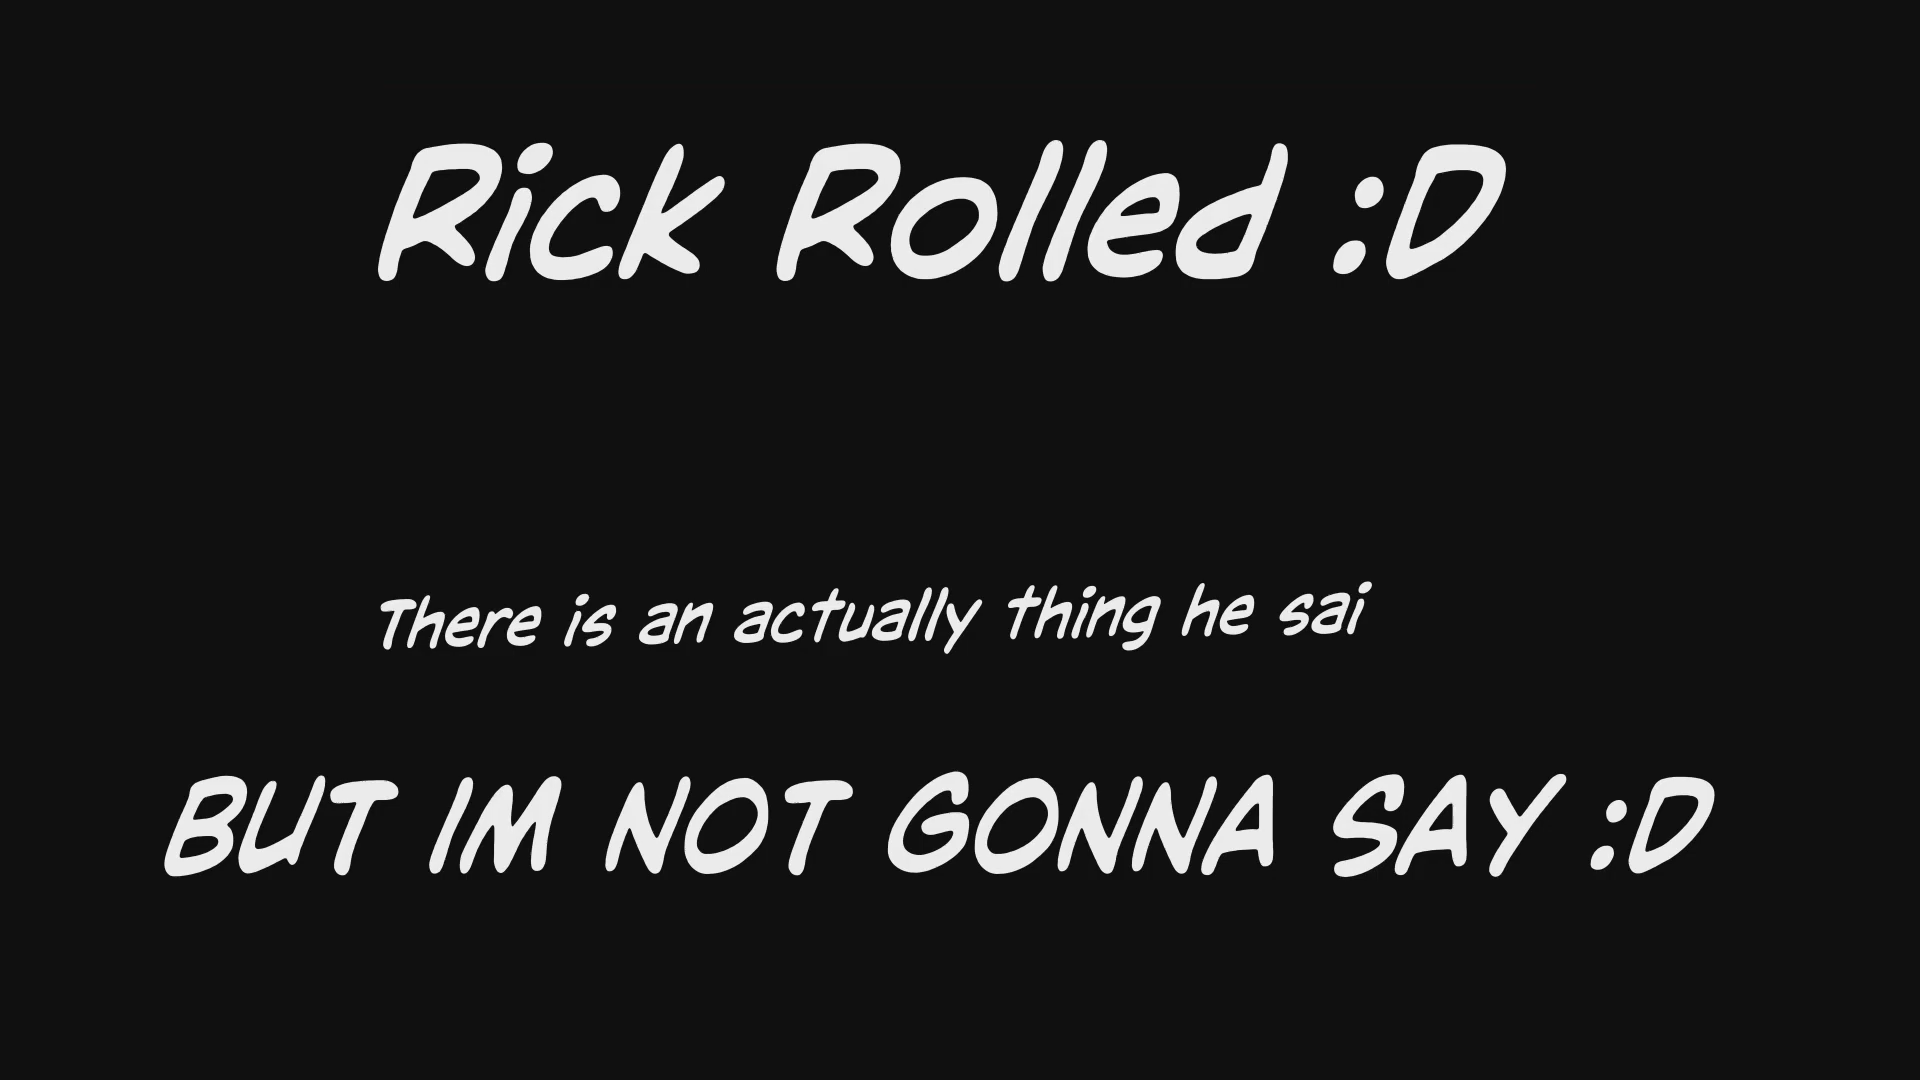 Rick Rolled :D
There is an actually thing he sai
BUT IM NOT GONNA SAY :D